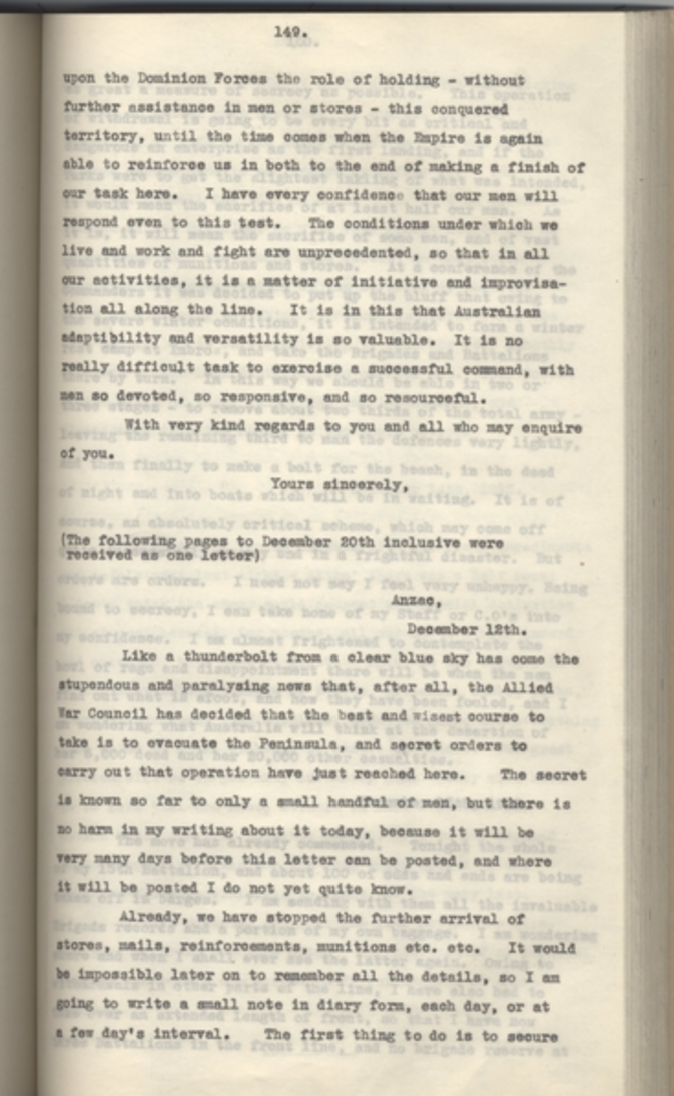 149.
upon the Dominion Forces the role of holding - without
further assistance in men or stores - this conquered
territory, until the time comes when the Empire is again
able to reinforce us in both to the end of making a finish of
our task here. I have every confidence that our men will
respond even to this test. The conditions under which we
live and work and fight are unprecedented, so that in all
our activities, it is a matter of initiative and improvisa-
tion all along the line. It is in this that Australian
adaptibility and versatility is so valuable. It is no
really difficult task to exercise a successful command, with
men so devoted, so responsive, and so resourceful.
With very kind regards to you and all who may enquire
of you.
Yours sincerely,
(The following pages to December 20th inclusive were
received as one letter)
Anzac,
December 12th.
Like a thunderbolt from a clear blue sky has come the
stupendous and paralysing news that, after all, the Allied
War Council has decided that the best and wisest course to
take is to evacuate the Peninsula, and secret orders to
carry out that operation have just reached here. The secret
is known so far to only a small handful of men, but there is
no harm in my writing about it today, because it will be
very many days before this letter can be posted, and where
it will be posted I do not yet quite know.
Already, we have stopped the further arrival of
stores, mails, reinforcements, munitions etc. etc. It would
be impossible later on to remember all the details, so I am
going to write a small note in diary form, each day, or at
a few day's interval. The first thing to do is to secure